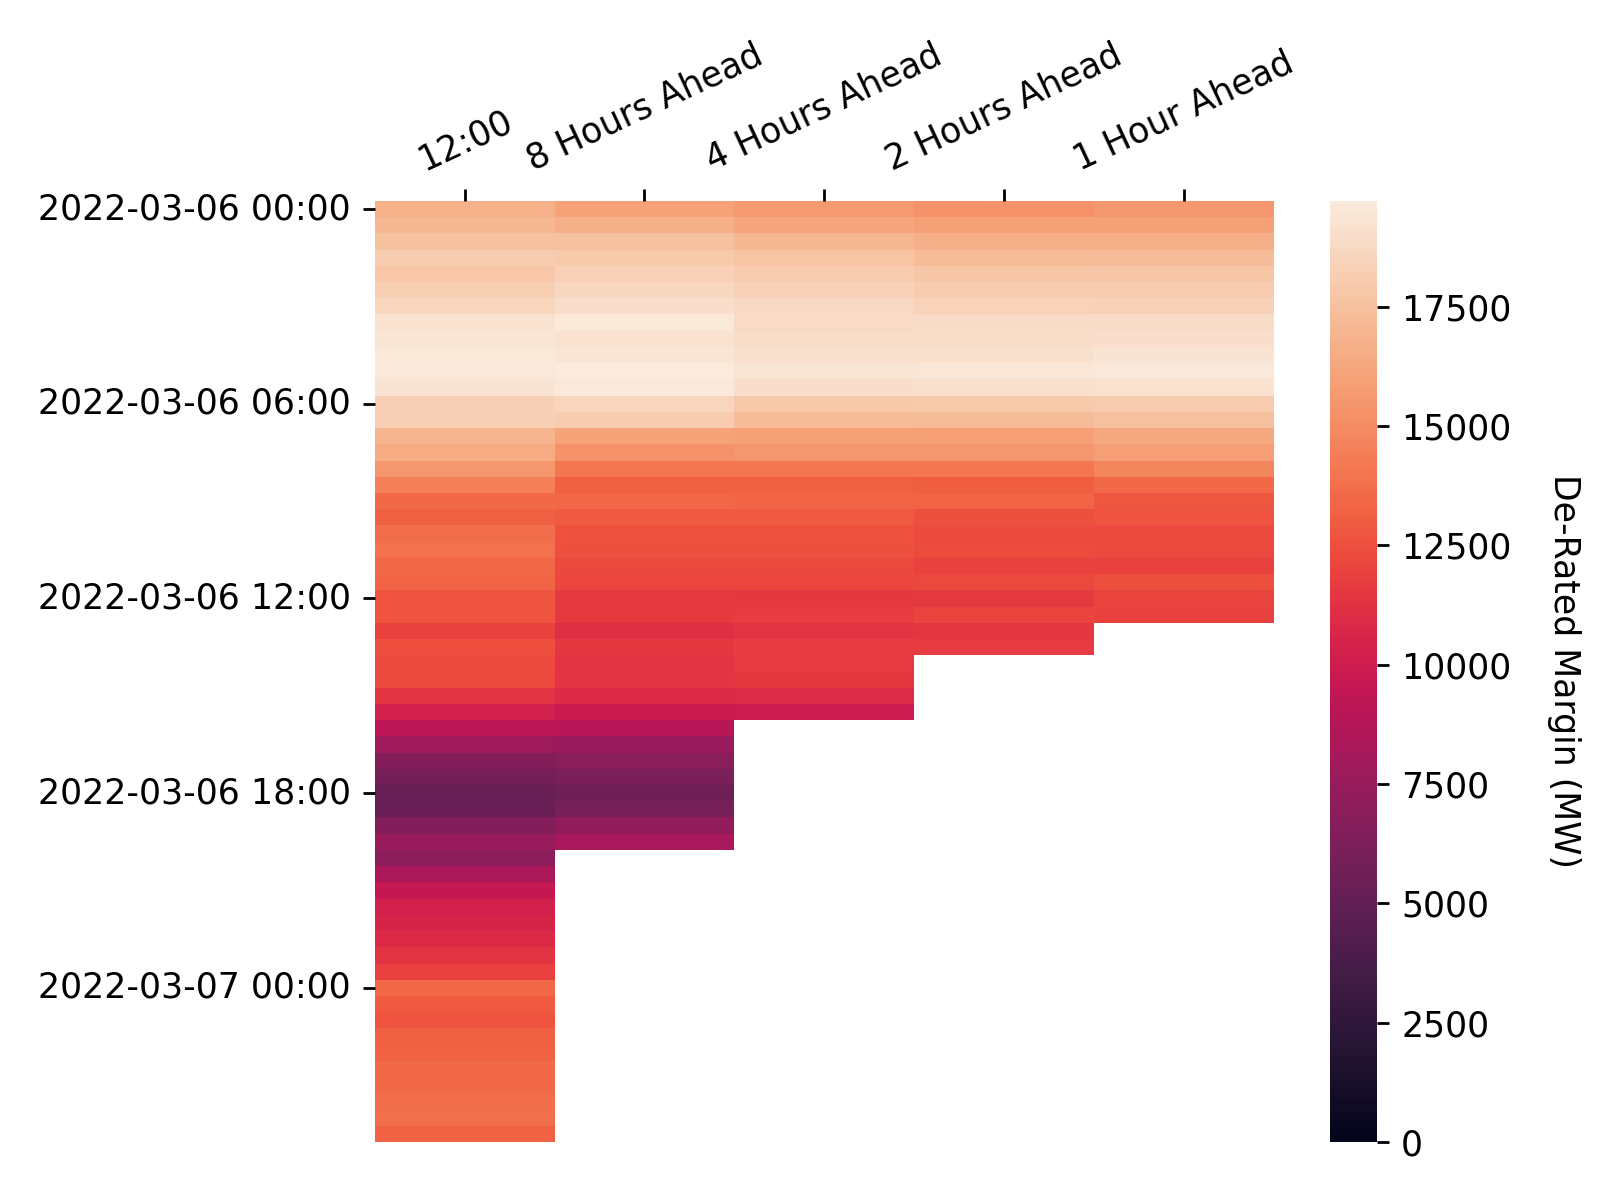 12:00
8 Hours Ahead
4 Hours Ahead
2 Hours Ahead
1 Hour Ahead
2022-03-06 00:00
2022-03-06 06:00
2022-03-06 12:00
2022-03-06 18:00
2022-03-07 00:00
17500
15000
12500
10000
7500
5000
2500
0
De-Rated Margin (MW)